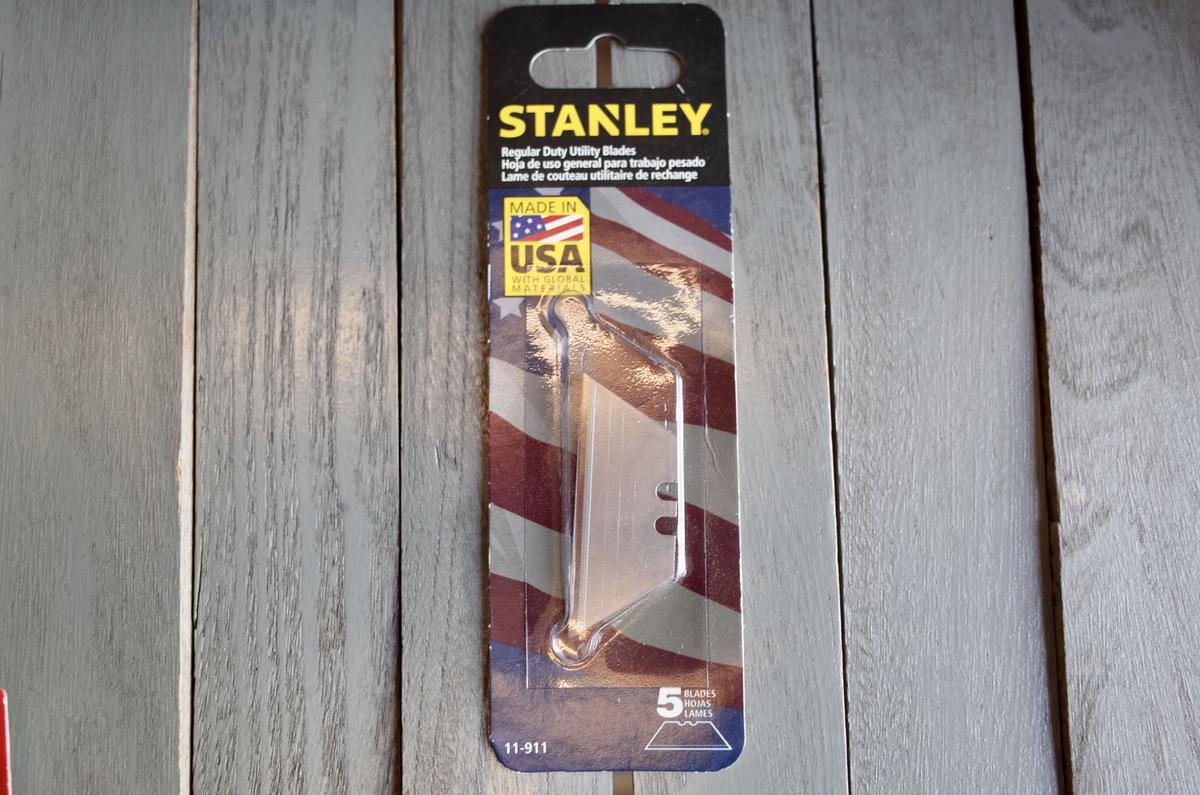 STANLEY®
Regular Duty Utility Blades
Hoja de uso general para trabajo pesado
Lame de couteau utilitaire de rechange
MADE IN
USA
WITH GLOBAL
MATERIALS
5
BLADES
HOJAS
LAMES
11-911